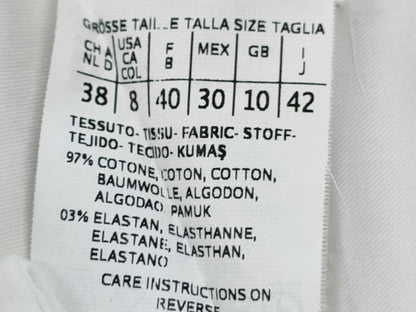 GRÖSSE TAILLE TALLA SIZE TAGLIA
CH A USA F MEX GB I
NL D CA B J
COL
38 8 40 30 10 42
TESSUTO-TISSU-FABRIC-STOFF-
TEJIDO-TECIDO-KUMAŞ
97% COTONE, COTON, COTTON,
BAUMWOLLE, ALGODON,
ALGODAO PAMUK
03% ELASTAN, ELASTHANNE,
ELASTANE, ELASTHAN,
ELASTANO
CARE INSTRUCTIONS ON
REVERSE